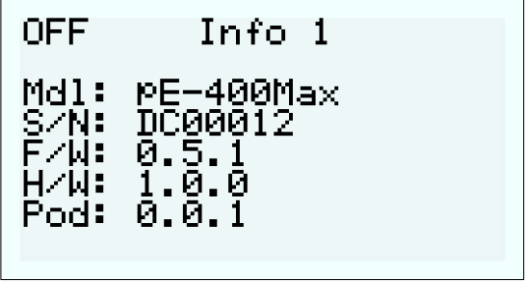 OFF Info 1
Mdl: pE-400Max
S/N: DC00012
F/W: 0.5.1
H/W: 1.0.0
Pod: 0.0.1